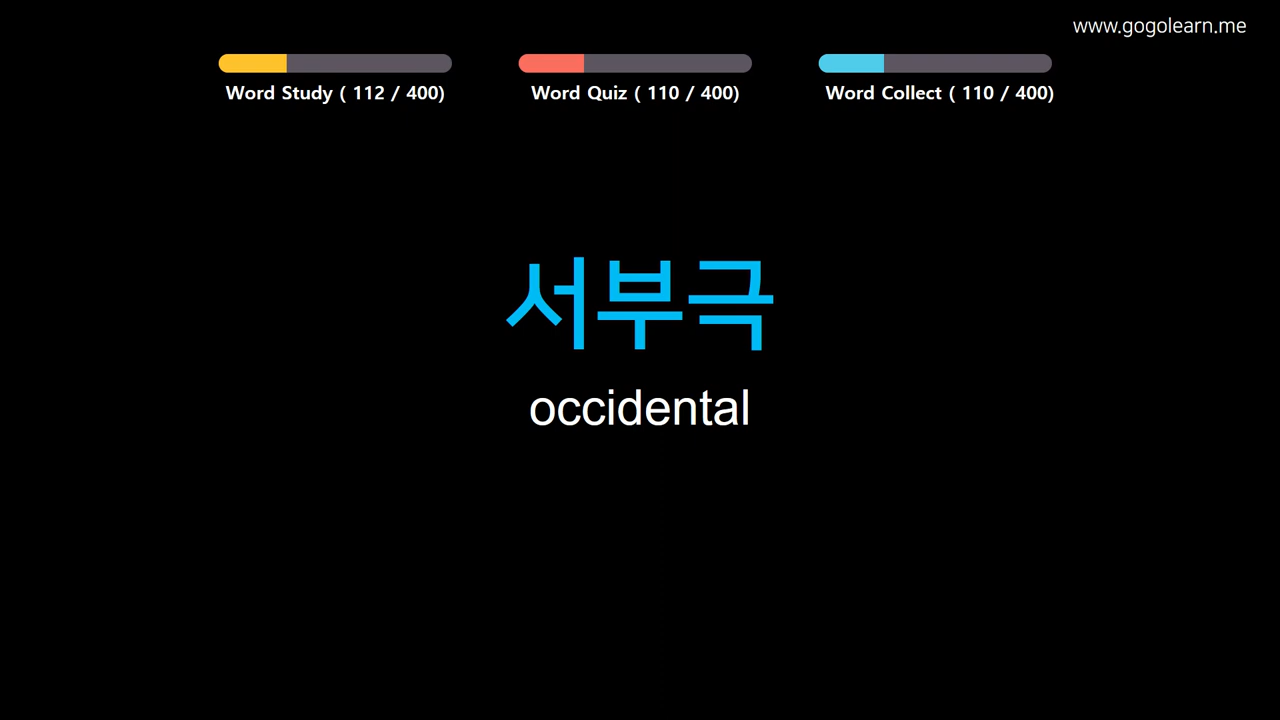 www.gogolearn.me
Word Study ( 112 / 400)
Word Quiz ( 110 / 400)
Word Collect ( 110 / 400)
서부극
occidental